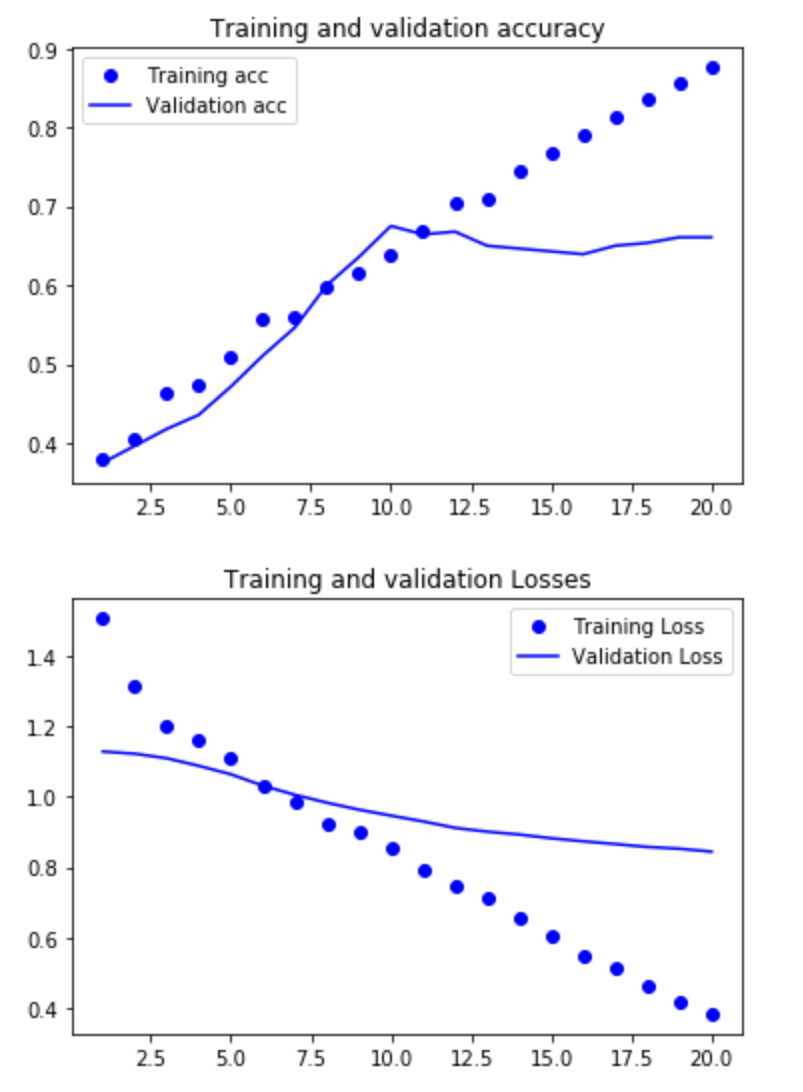 Training and validation accuracy
0.9
Training acc
Validation acc
0.8
0.7
0.6
0.5
0.4
2.5 5.0 7.5 10.0 12.5 15.0 17.5 20.0
Training and validation Losses
Training Loss
1.4
Validation Loss
1.2
1.0
0.8
0.6
0.4
2.5 5.0 7.5 10.0 12.5 15.0 17.5 20.0